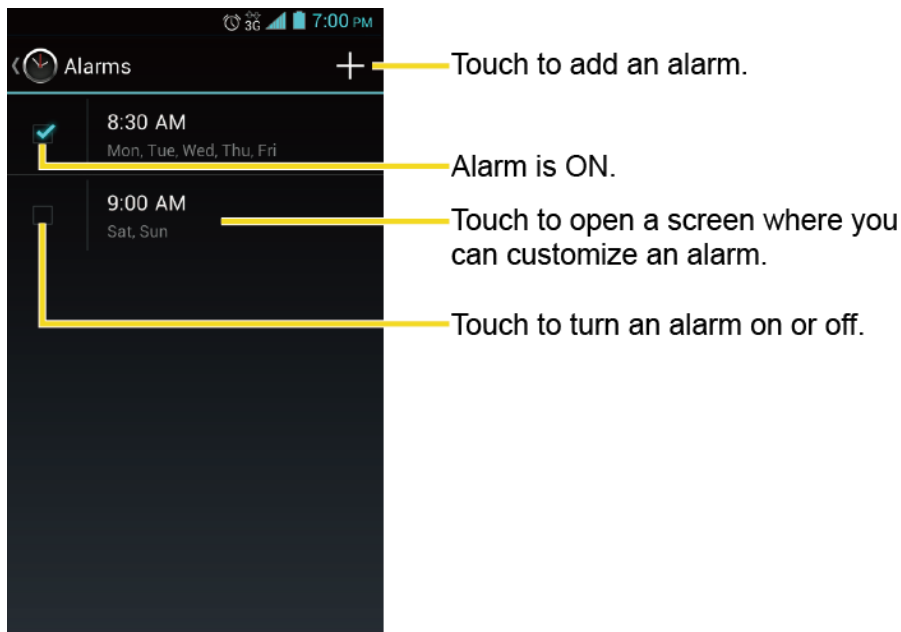 3G 7:00 PM
Alarms
Touch to add an alarm.
8:30 AM
Mon, Tue, Wed, Thu, Fri
Alarm is ON.
9:00 AM
Sat, Sun
Touch to open a screen where you
can customize an alarm.
Touch to turn an alarm on or off.